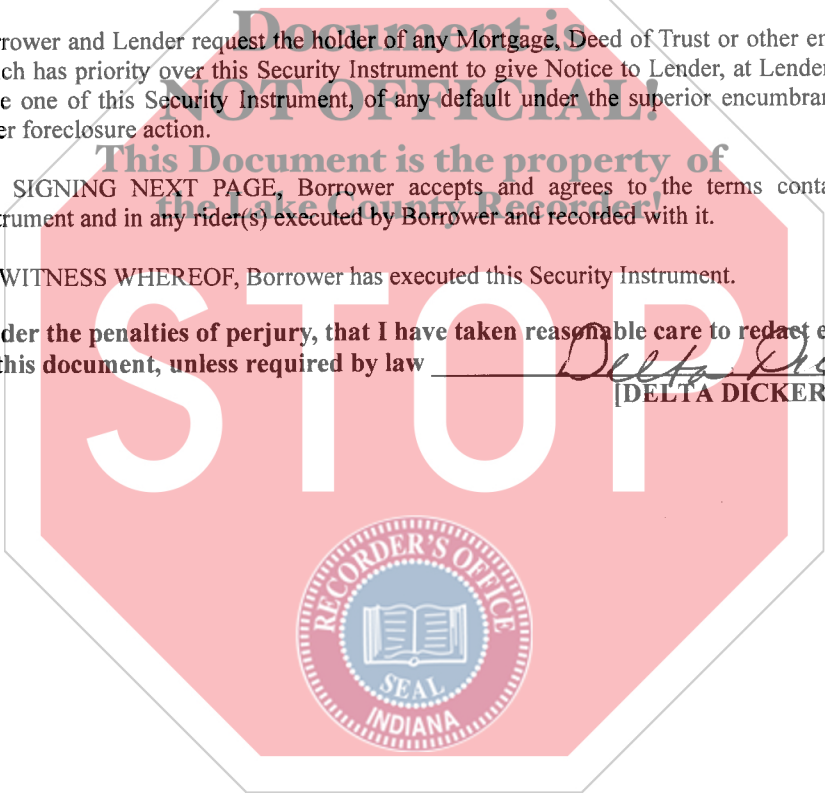 Document is
rrower and Lender request the holder of any Mortgage, Deed of Trust or other en
ch has priority over this Security Instrument to give Notice to Lender, at Lender
e one of this Security Instrument, of any default under the superior encumbran
NOT OFFICIAL!
er foreclosure action.
This Document is the property of
SIGNING NEXT PAGE, Borrower accepts and agrees to the terms conta
the Lake County Recorder!
trument and in any rider(s) executed by Borrower and recorded with it.
WITNESS WHEREOF, Borrower has executed this Security Instrument.
der the penalties of perjury, that I have taken reasonable care to redact e
this document, unless required by law Delta Dic
[DELTA DICKER
STOP
RECORDER'S OFFICE
SEAL
INDIANA